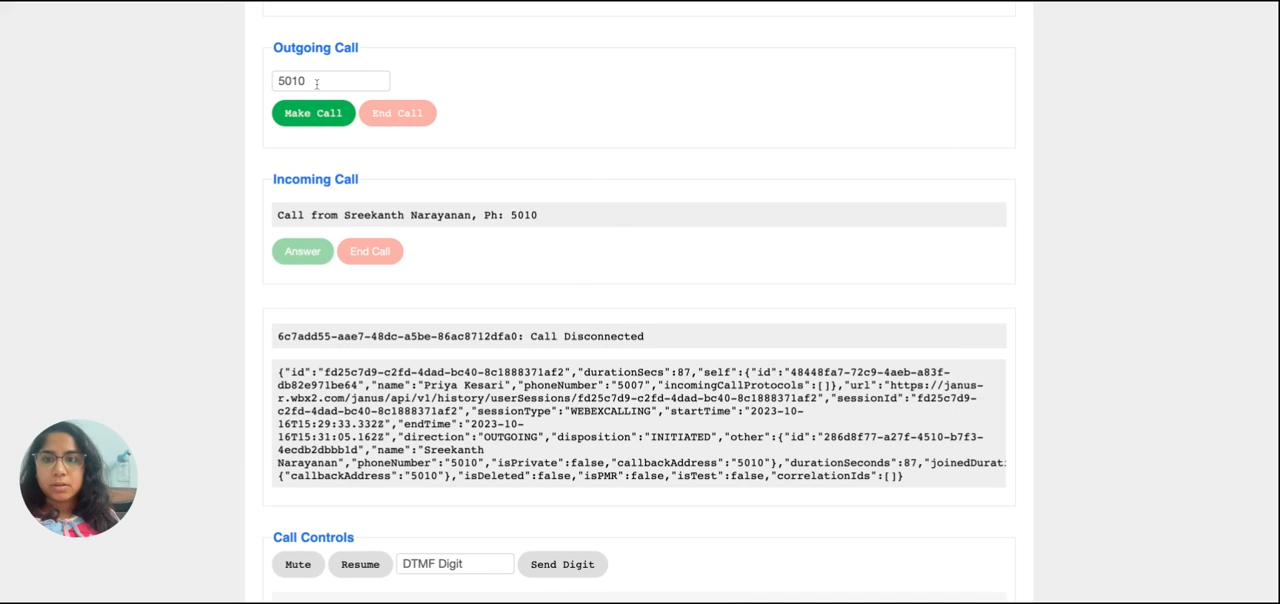 Outgoing Call
5010
Make Call
End Call
Incoming Call
Call from Sreekanth Narayanan, Ph: 5010
Answer
End Call
6c7add55-aae7-48dc-a5be-86ac8712dfa0: Call Disconnected
{"id":"fd25c7d9-c2fd-4dad-bc40-8c1888371af2","durationSecs":87,"self":{"id":"48448fa7-72c9-4aeb-a83f-
db82e971be64","name":"Priya Kesari","phoneNumber":"5007","incomingCallProtocols":[]},"url":"https://janus-
r.wbx2.com/janus/api/v1/history/userSessions/fd25c7d9-c2fd-4dad-bc40-8c1888371af2","sessionId":"fd25c7d9-
c2fd-4dad-bc40-8c1888371af2","sessionType":"WEBEXCALLING","startTime":"2023-10-
16T15:29:33.332Z","endTime":"2023-10-
16T15:31:05.162Z","direction":"OUTGOING","disposition":"INITIATED","other":{"id":"286d8f77-a27f-4510-b7f3-
4ecdb2dbbb1d","name":"Sreekanth
Narayanan","phoneNumber":"5010","isPrivate":false,"callbackAddress":"5010"},"durationSeconds":87,"joinedDurati
{"callbackAddress":"5010"},"isDeleted":false,"isPMR":false,"isTest":false,"correlationIds":[]}
Call Controls
Mute
Resume
DTMF Digit
Send Digit